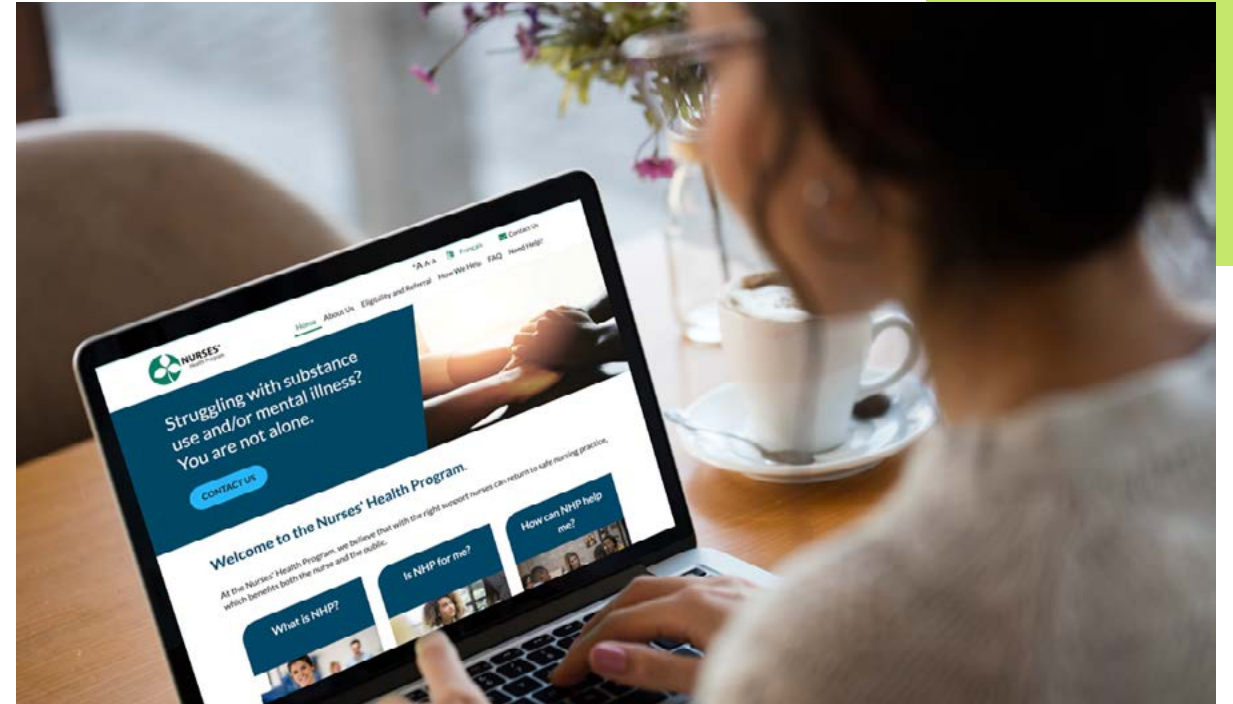 *A A A Français Contact Us
Home About Us Eligibility and Referral How We Help FAQ Need Help?
NURSES'
Health Program
Struggling with substance
use and/or mental illness?
You are not alone.
CONTACT US
Welcome to the Nurses' Health Program.
At the Nurses' Health Program, we believe that with the right support nurses can return to safe nursing practice,
which benefits both the nurse and the public.
What is NHP?
Is NHP for me?
How can NHP help
me?